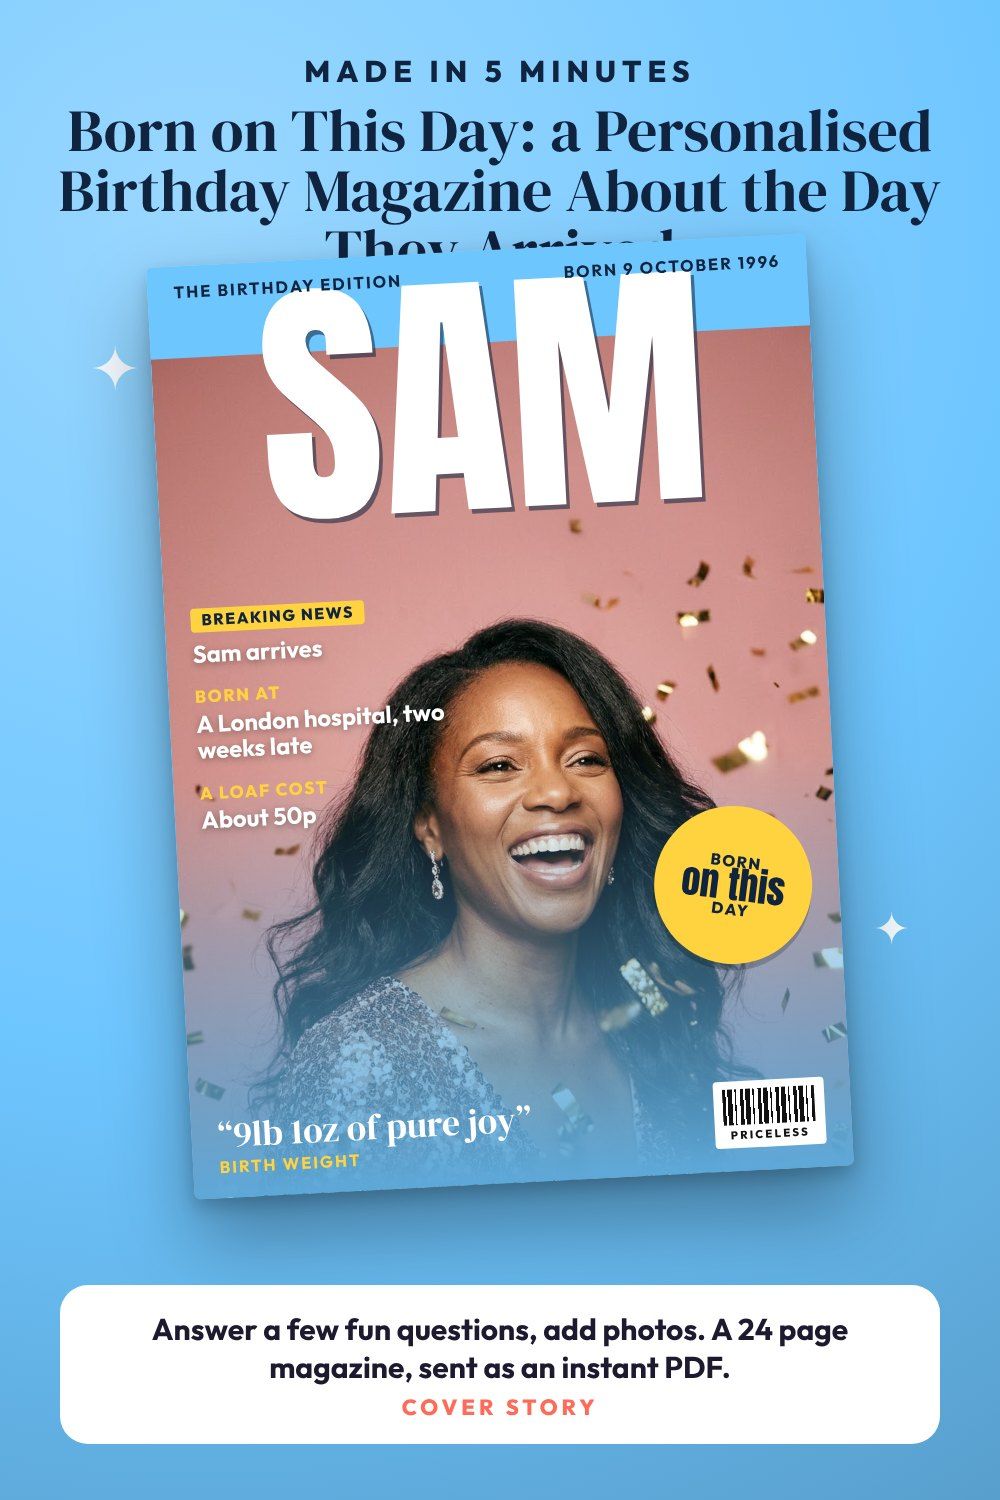 MADE IN 5 MINUTES
Born on This Day: a Personalised
Birthday Magazine About the Day
They Arrived
THE BIRTHDAY EDITION
BORN 9 OCTOBER 1996
SAM
BREAKING NEWS
Sam arrives
BORN AT
A London hospital, two
weeks late
A LOAF COST
About 50p
BORN
on this
DAY
“9lb 1oz of pure joy”
BIRTH WEIGHT
PRICELESS
Answer a few fun questions, add photos. A 24 page
magazine, sent as an instant PDF.
COVER STORY